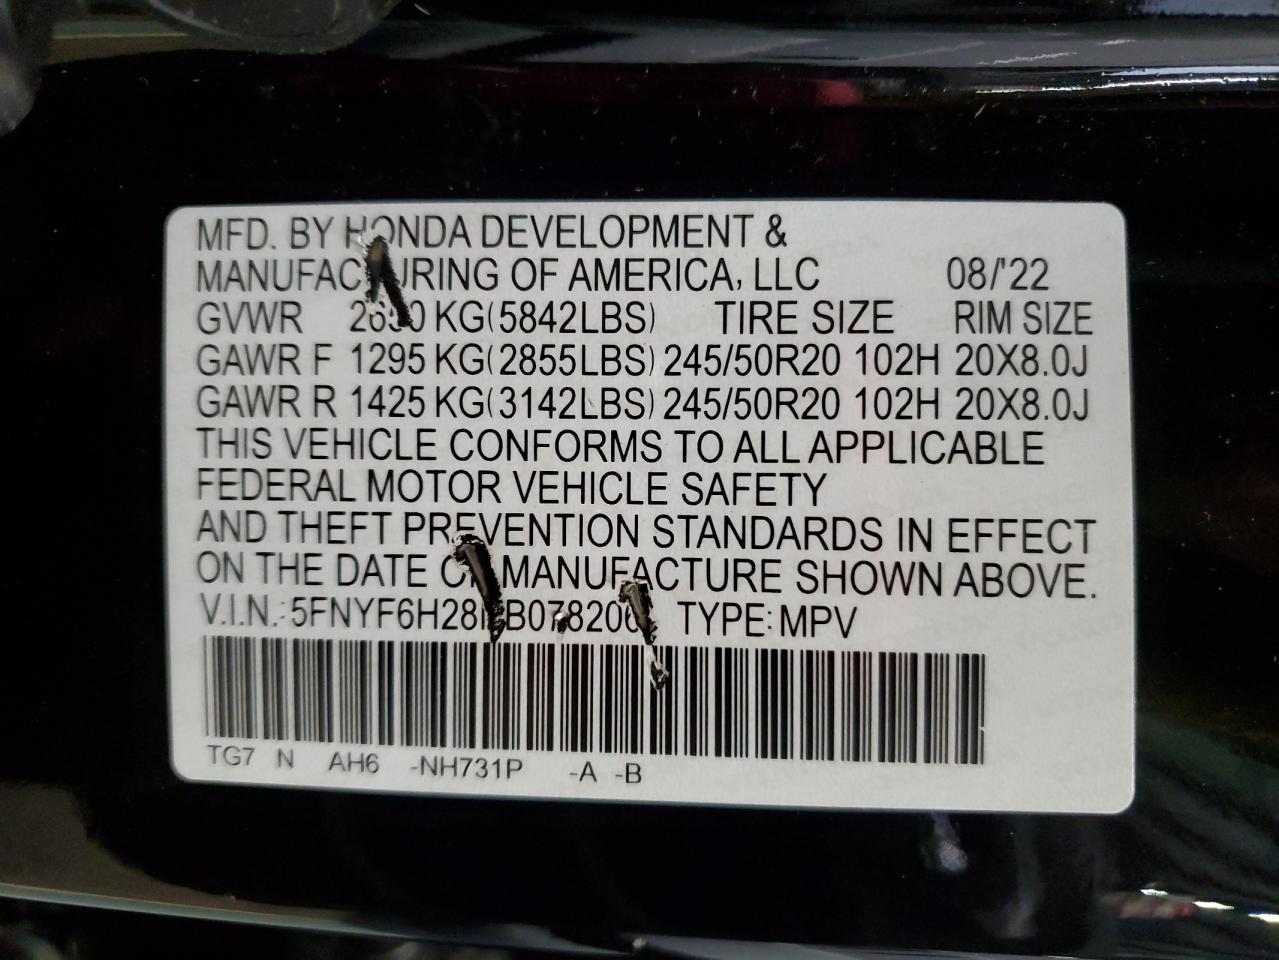 MFD. BY HONDA DEVELOPMENT &
MANUFACTURING OF AMERICA, LLC 08/'22
GVWR KG(5842LBS) TIRE SIZE RIM SIZE
GAWR F 1295 KG(2855LBS) 245/50R20 102H 20X8.0J
GAWR R 1425 KG(3142LBS) 245/50R20 102H 20X8.0J
THIS VEHICLE CONFORMS TO ALL APPLICABLE
FEDERAL MOTOR VEHICLE SAFETY
AND THEFT PREVENTION STANDARDS IN EFFECT
ON THE DATE OF MANUFACTURE SHOWN ABOVE.
V.I.N.: TYPE: MPV
TG7 N AH6 -NH731P -A -B